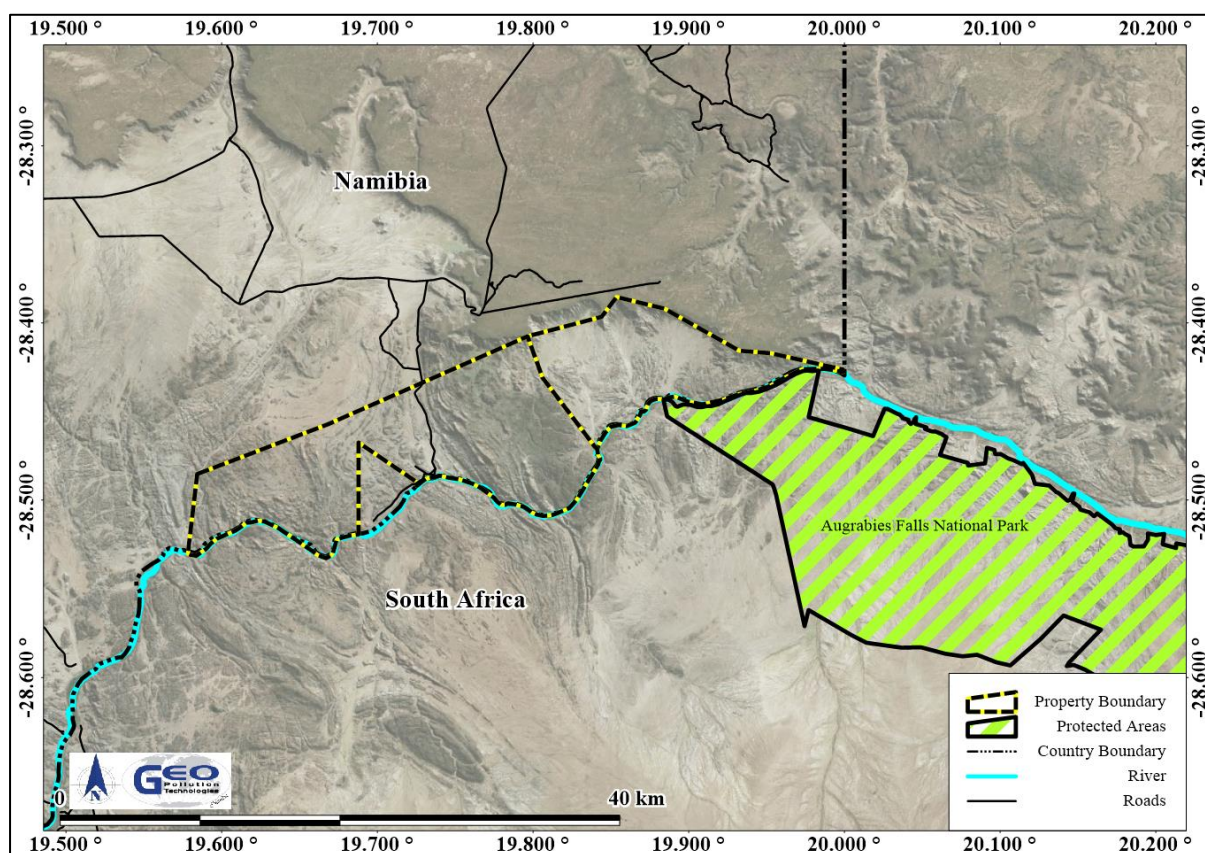 19.500 19.600 19.700 19.800 19.900 20.000 20.100 20.200
-28.300 ° -28.300 °
Namibia
-28.400 ° -28.400 °
-28.500 ° -28.500 °
Augrabies Falls National Park
South Africa
-28.600 ° -28.600 °
Property Boundary
Protected Areas
Country Boundary
River
Roads
N
GEO
Pollution
Technologies
0 40 km
19.500 ° 19.600 ° 19.700 ° 19.800 ° 19.900 ° 20.000 ° 20.100 ° 20.200 °